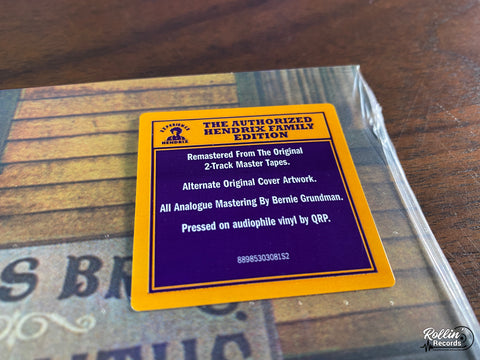 EXPERIENCE
HENDRIX
THE AUTHORIZED
HENDRIX FAMILY
EDITION
Remastered From The Original
2-Track Master Tapes.
Alternate Original Cover Artwork.
All Analogue Mastering By Bernie Grundman.
Pressed on audiophile vinyl by QRP.
88985303081S2
S BR
Rollin'
Records